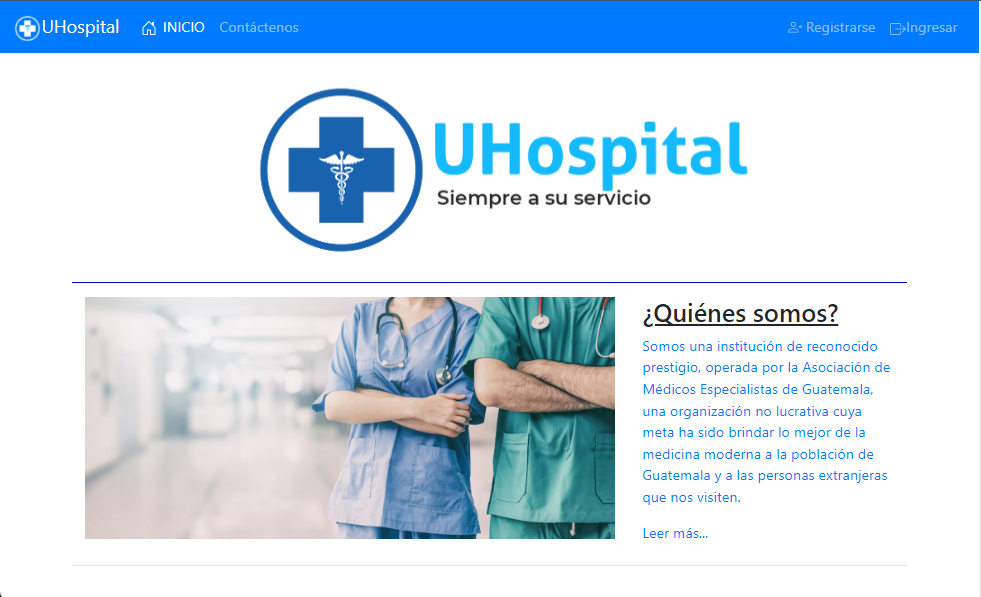 UHospital INICIO Contáctenos Registrarse Ingresar
UHospital
Siempre a su servicio
¿Quiénes somos?
Somos una institución de reconocido
prestigio, operada por la Asociación de
Médicos Especialistas de Guatemala,
una organización no lucrativa cuya
meta ha sido brindar lo mejor de la
medicina moderna a la población de
Guatemala y a las personas extranjeras
que nos visiten.
Leer más...